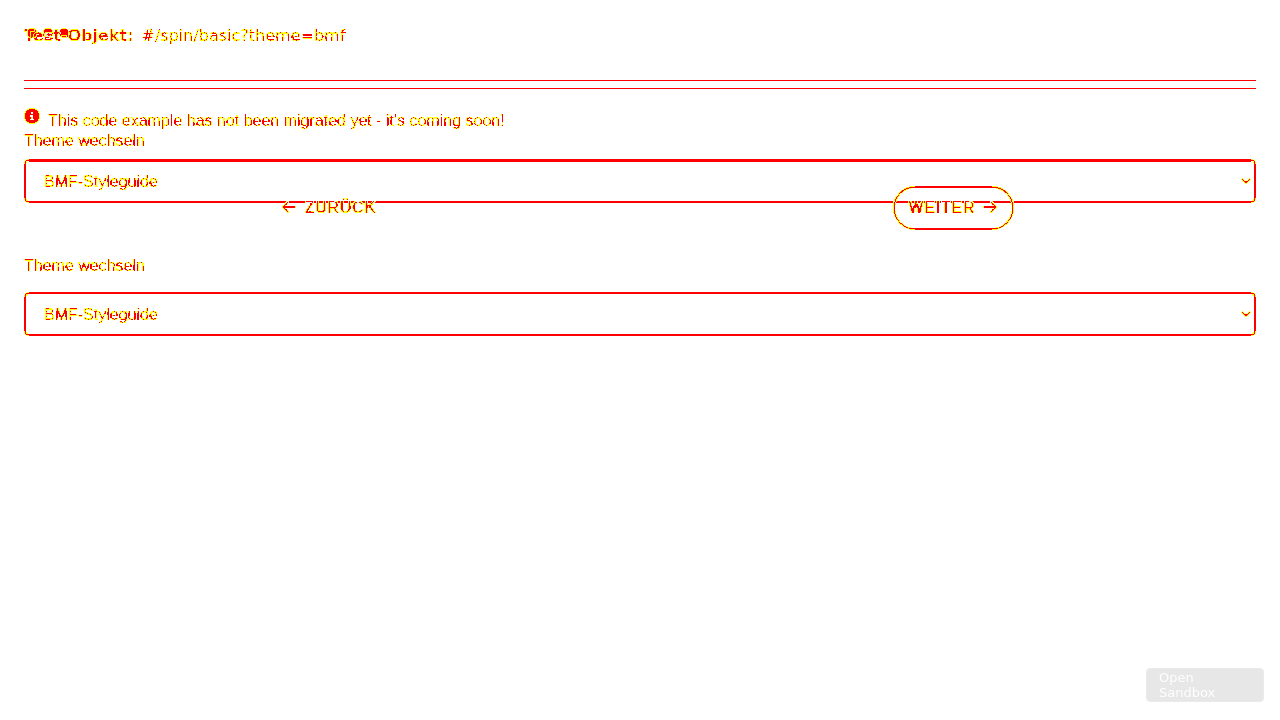 Test-Objekt: #/spin/basic?theme=bmf
This code example has not been migrated yet - it's coming soon!
Theme wechseln
BMF-Styleguide
← ZURÜCK
WEITER →
Theme wechseln
BMF-Styleguide
Open
Sandbox